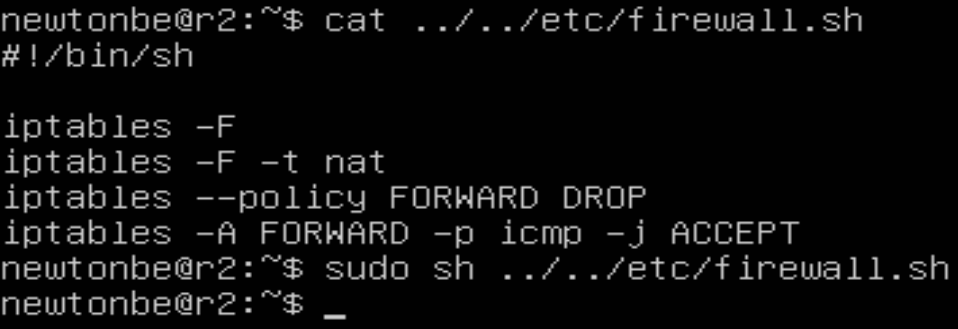 newtonbe@r2:~$ cat ../../etc/firewall.sh
#!/bin/sh
iptables -F
iptables -F -t nat
iptables --policy FORWARD DROP
iptables -A FORWARD -p icmp -j ACCEPT
newtonbe@r2:~$ sudo sh ../../etc/firewall.sh
newtonbe@r2:~$ _